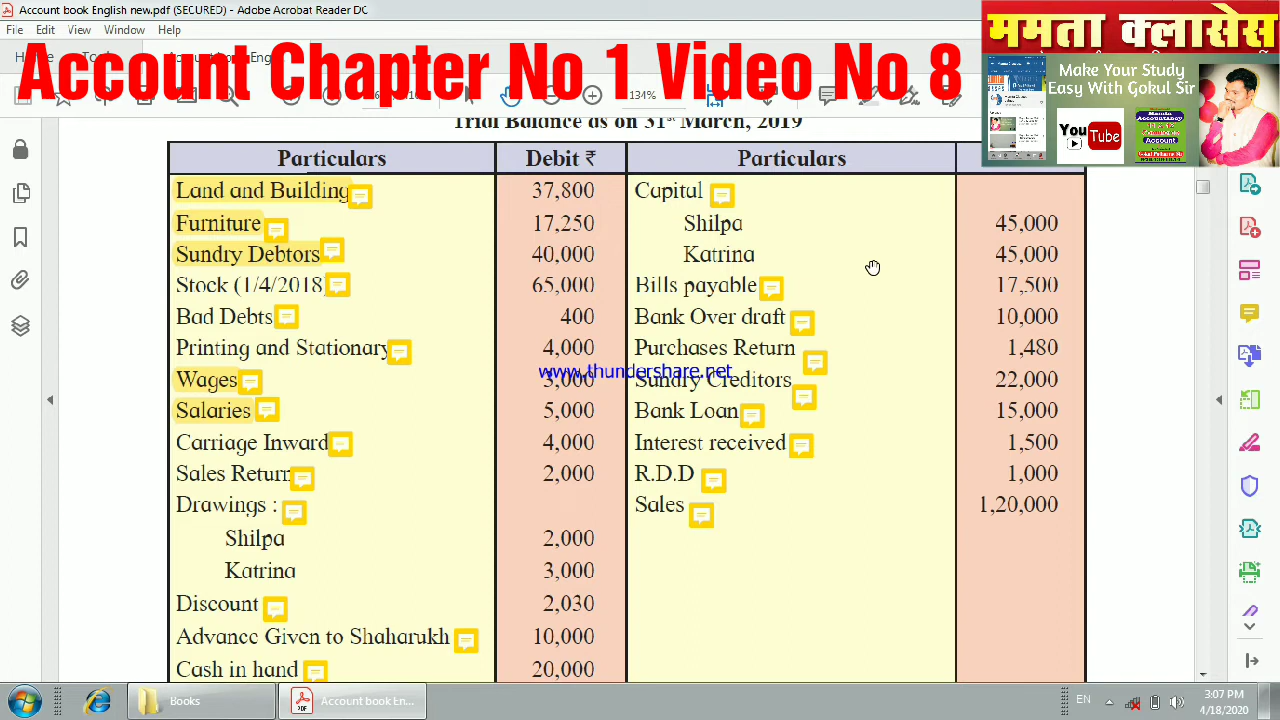 Account book English new.pdf (SECURED) - Adobe Acrobat Reader DC
File Edit View Window Help
Account Chapter No 1 Video No 8
ममता क्लासेस
Make Your Study
Easy With Gokul Sir
You Tube
Account
134%
Trial Balance as on 31st March, 2019
Particulars Debit ₹ Particulars
Land and Building 37,800 Capital
Furniture 17,250 Shilpa 45,000
Sundry Debtors 40,000 Katrina 45,000
Stock (1/4/2018) 65,000 Bills payable 17,500
Bad Debts 400 Bank Over draft 10,000
Printing and Stationary 4,000 Purchases Return 1,480
www.thundershare.net
Wages 3,000 Sundry Creditors 22,000
Salaries 5,000 Bank Loan 15,000
Carriage Inward 4,000 Interest received 1,500
Sales Return 2,000 R.D.D 1,000
Drawings : Sales 1,20,000
Shilpa 2,000
Katrina 3,000
Discount 2,030
Advance Given to Shaharukh 10,000
Cash in hand 20,000
Books
Account book En...
EN
3:07 PM
4/18/2020